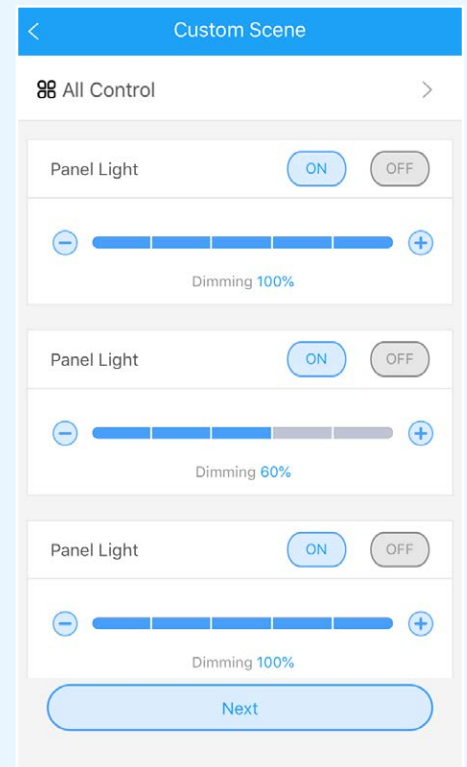 Custom Scene
All Control
Panel Light ON OFF
Dimming 100%
Panel Light ON OFF
Dimming 60%
Panel Light ON OFF
Dimming 100%
Next